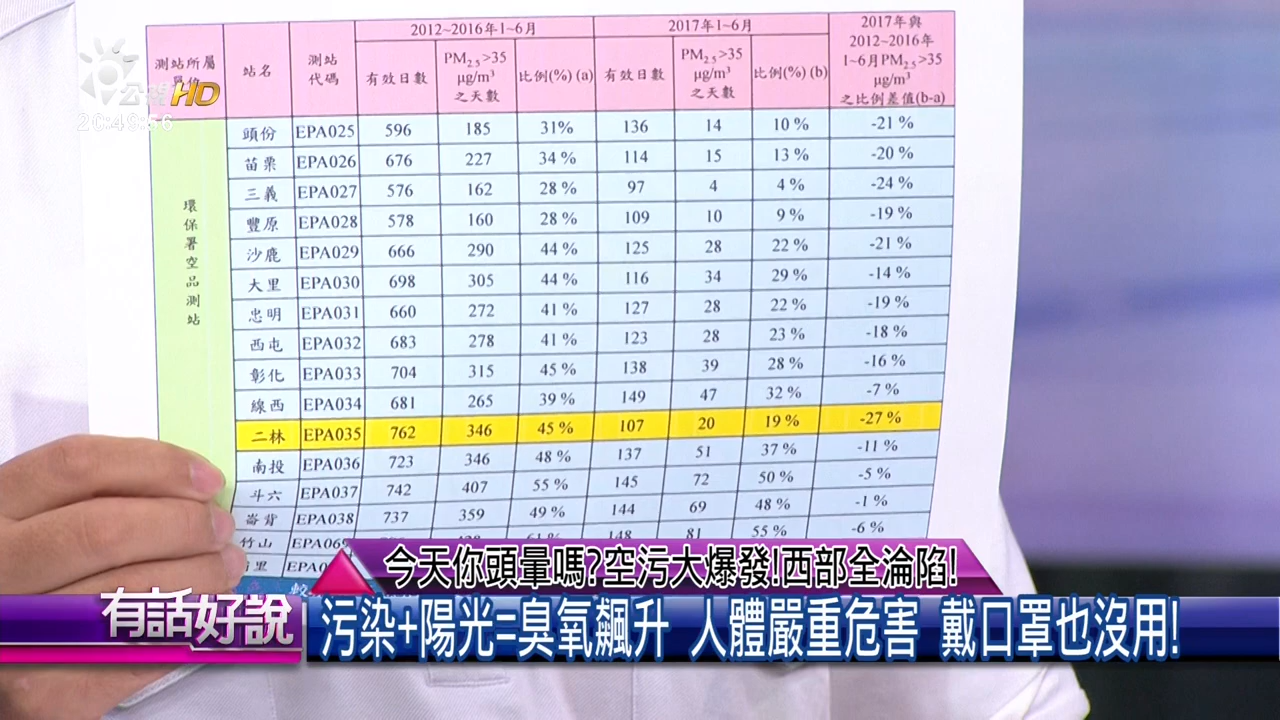 測站所屬
站名
測站
代碼
2012~2016年1~6月
2017年1~6月
2017年與
2012~2016年
1~6月PM2.5>35
μg/m³
之比例差值(b-a)
有效日數
PM2.5>35
μg/m³
之天數
比例(%) (a)
有效日數
PM2.5>35
μg/m³
之天數
比例(%) (b)
公視HD
20:49:56
環保署空品測站
頭份 EPA025 596 185 31% 136 14 10 % -21 %
苗栗 EPA026 676 227 34 % 114 15 13 % -20 %
三義 EPA027 576 162 28 % 97 4 4 % -24 %
豐原 EPA028 578 160 28 % 109 10 9 % -19 %
沙鹿 EPA029 666 290 44 % 125 28 22 % -21 %
大里 EPA030 698 305 44 % 116 34 29 % -14 %
忠明 EPA031 660 272 41 % 127 28 22 % -19 %
西屯 EPA032 683 278 41 % 123 28 23 % -18 %
彰化 EPA033 704 315 45 % 138 39 28 % -16 %
線西 EPA034 681 265 39 % 149 47 32 % -7 %
二林 EPA035 762 346 45 % 107 20 19 % -27 %
南投 EPA036 723 346 48 % 137 51 37 % -11 %
斗六 EPA037 742 407 55 % 145 72 50 % -5 %
崙背 EPA038 737 359 49 % 144 69 48 % -1 %
竹山 148 81 55 % -6 %
今天你頭暈嗎?空污大爆發!西部全淪陷!
有話好說
污染+陽光=臭氧飆升 人體嚴重危害 戴口罩也沒用!